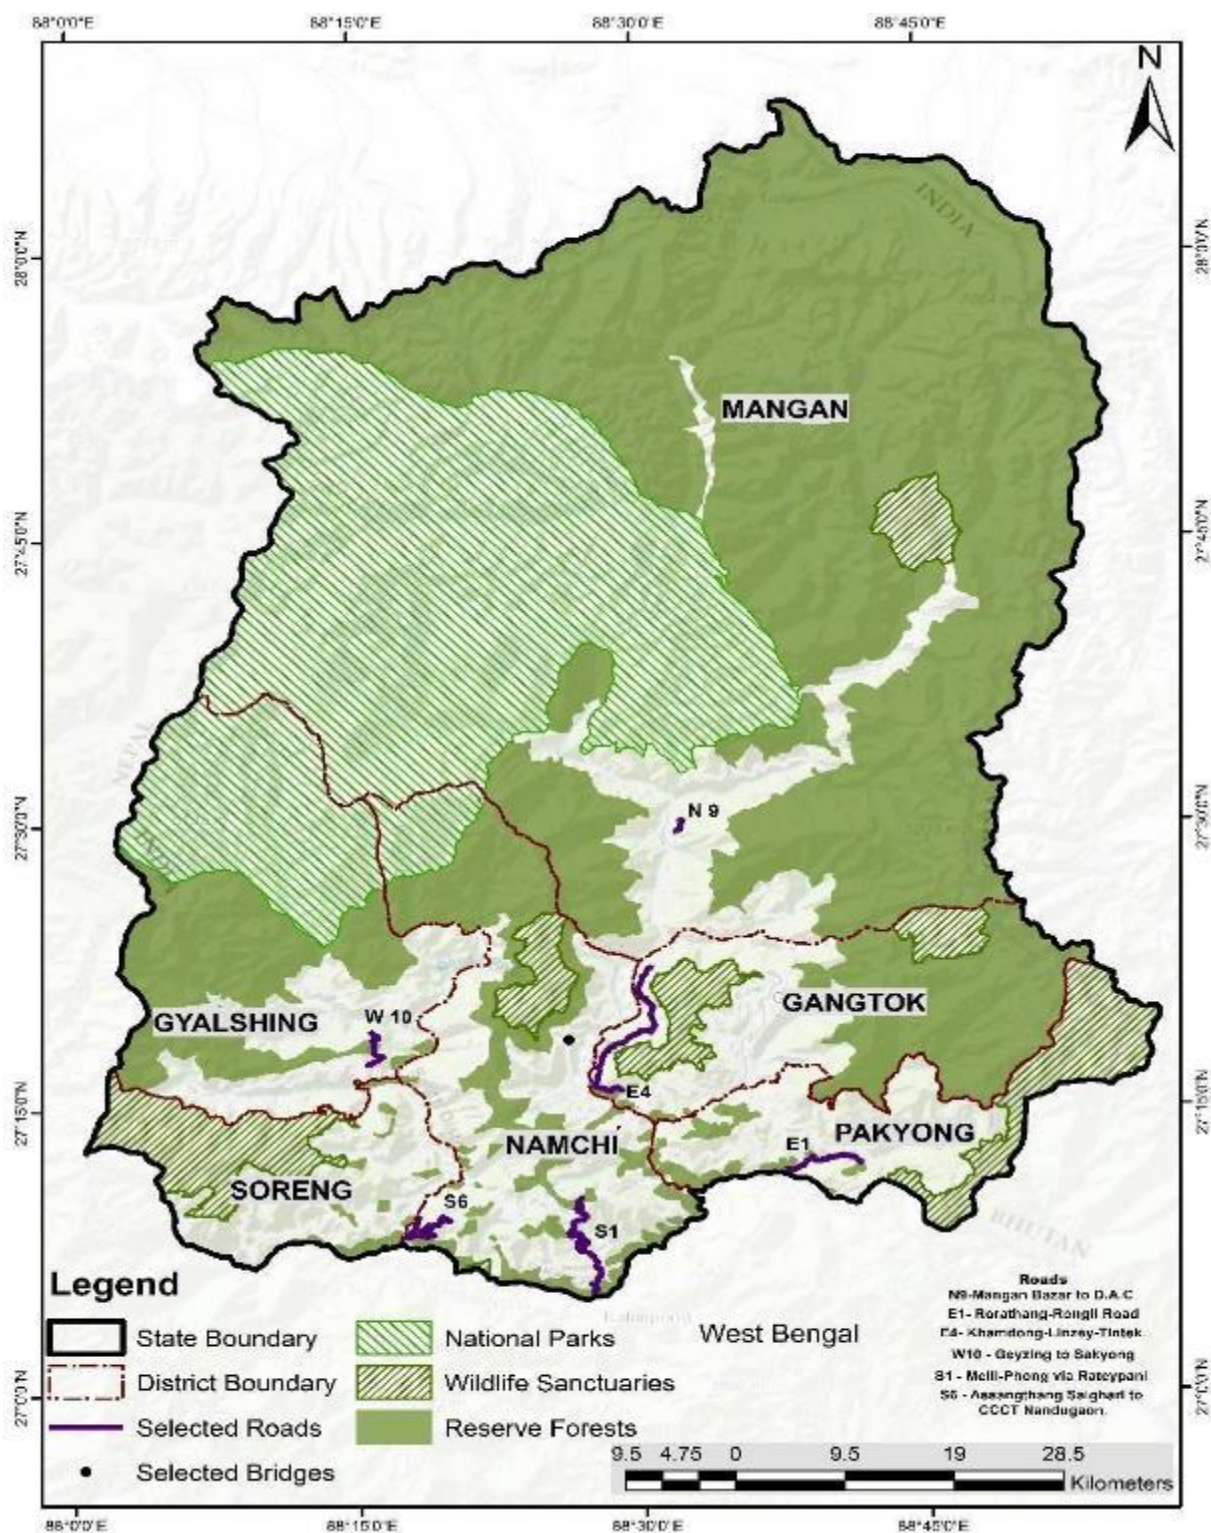 88°0'0"E 88°15'0"E 88°30'0"E 88°45'0"E
N
INDIA
28°0'0"N 28°0'0"N
MANGAN
27°45'0"N 27°45'0"N
NEPAL
27°30'0"N 27°30'0"N
N 9
INDIA
GYALSHING
W 10
GANGTOK
E4
27°15'0"N 27°15'0"N
NAMCHI
PAKYONG
E1
SORENG
S6
S1
BHUTAN
Kalimpong
Legend
State Boundary
District Boundary
Selected Roads
Selected Bridges
National Parks
Wildlife Sanctuaries
Reserve Forests
West Bengal
Roads
N9-Mangan Bazar to D.A.C
E1- Rorathang-Rongli Road
E4- Khamdong-Linzey-Tintek
W10 - Geyzing to Sakyong
S1 - Melli-Phong via Rateypani
S6 - Assangthang Saighari to
CCCT Nandugaon.
27°0'0"N 27°0'0"N
9.5 4.75 0 9.5 19 28.5
Kilometers
88°0'0"E 88°15'0"E 88°30'0"E 88°45'0"E